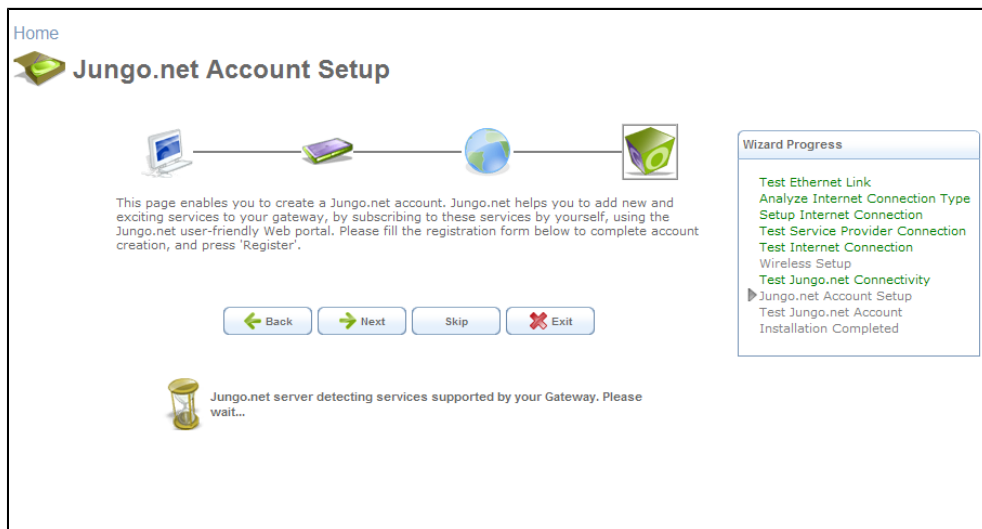 Home
Jungo.net Account Setup
This page enables you to create a Jungo.net account. Jungo.net helps you to add new and
exciting services to your gateway, by subscribing to these services by yourself, using the
Jungo.net user-friendly Web portal. Please fill the registration form below to complete account
creation, and press 'Register'.
Back
Next
Skip
Exit
Jungo.net server detecting services supported by your Gateway. Please
wait...
Wizard Progress
Test Ethernet Link
Analyze Internet Connection Type
Setup Internet Connection
Test Service Provider Connection
Test Internet Connection
Wireless Setup
Test Jungo.net Connectivity
Jungo.net Account Setup
Test Jungo.net Account
Installation Completed